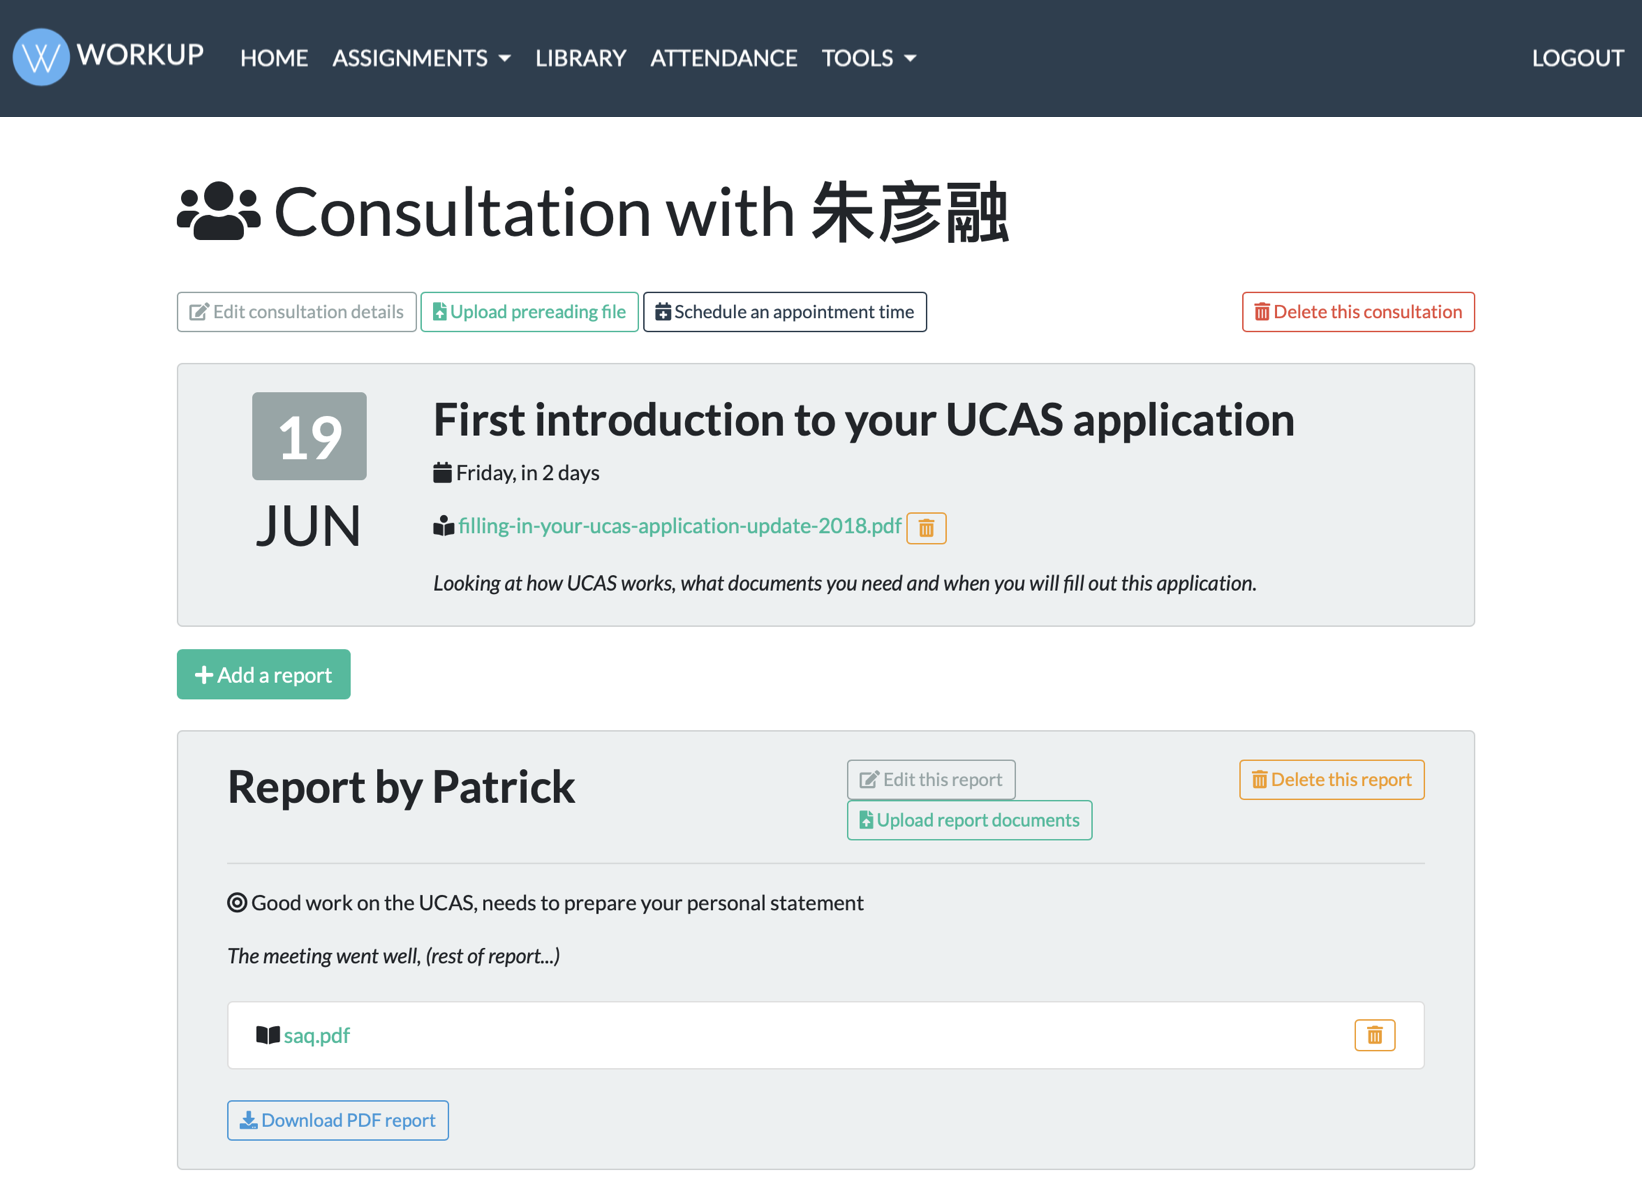 W WORKUP HOME ASSIGNMENTS LIBRARY ATTENDANCE TOOLS LOGOUT
Consultation with 朱彦融
Edit consultation details Upload prereading file Schedule an appointment time Delete this consultation
19
JUN
First introduction to your UCAS application
Friday, in 2 days
filling-in-your-ucas-application-update-2018.pdf
Looking at how UCAS works, what documents you need and when you will fill out this application.
Add a report
Report by Patrick
Edit this report
Upload report documents
Delete this report
Good work on the UCAS, needs to prepare your personal statement
The meeting went well, (rest of report...)
saq.pdf
Download PDF report